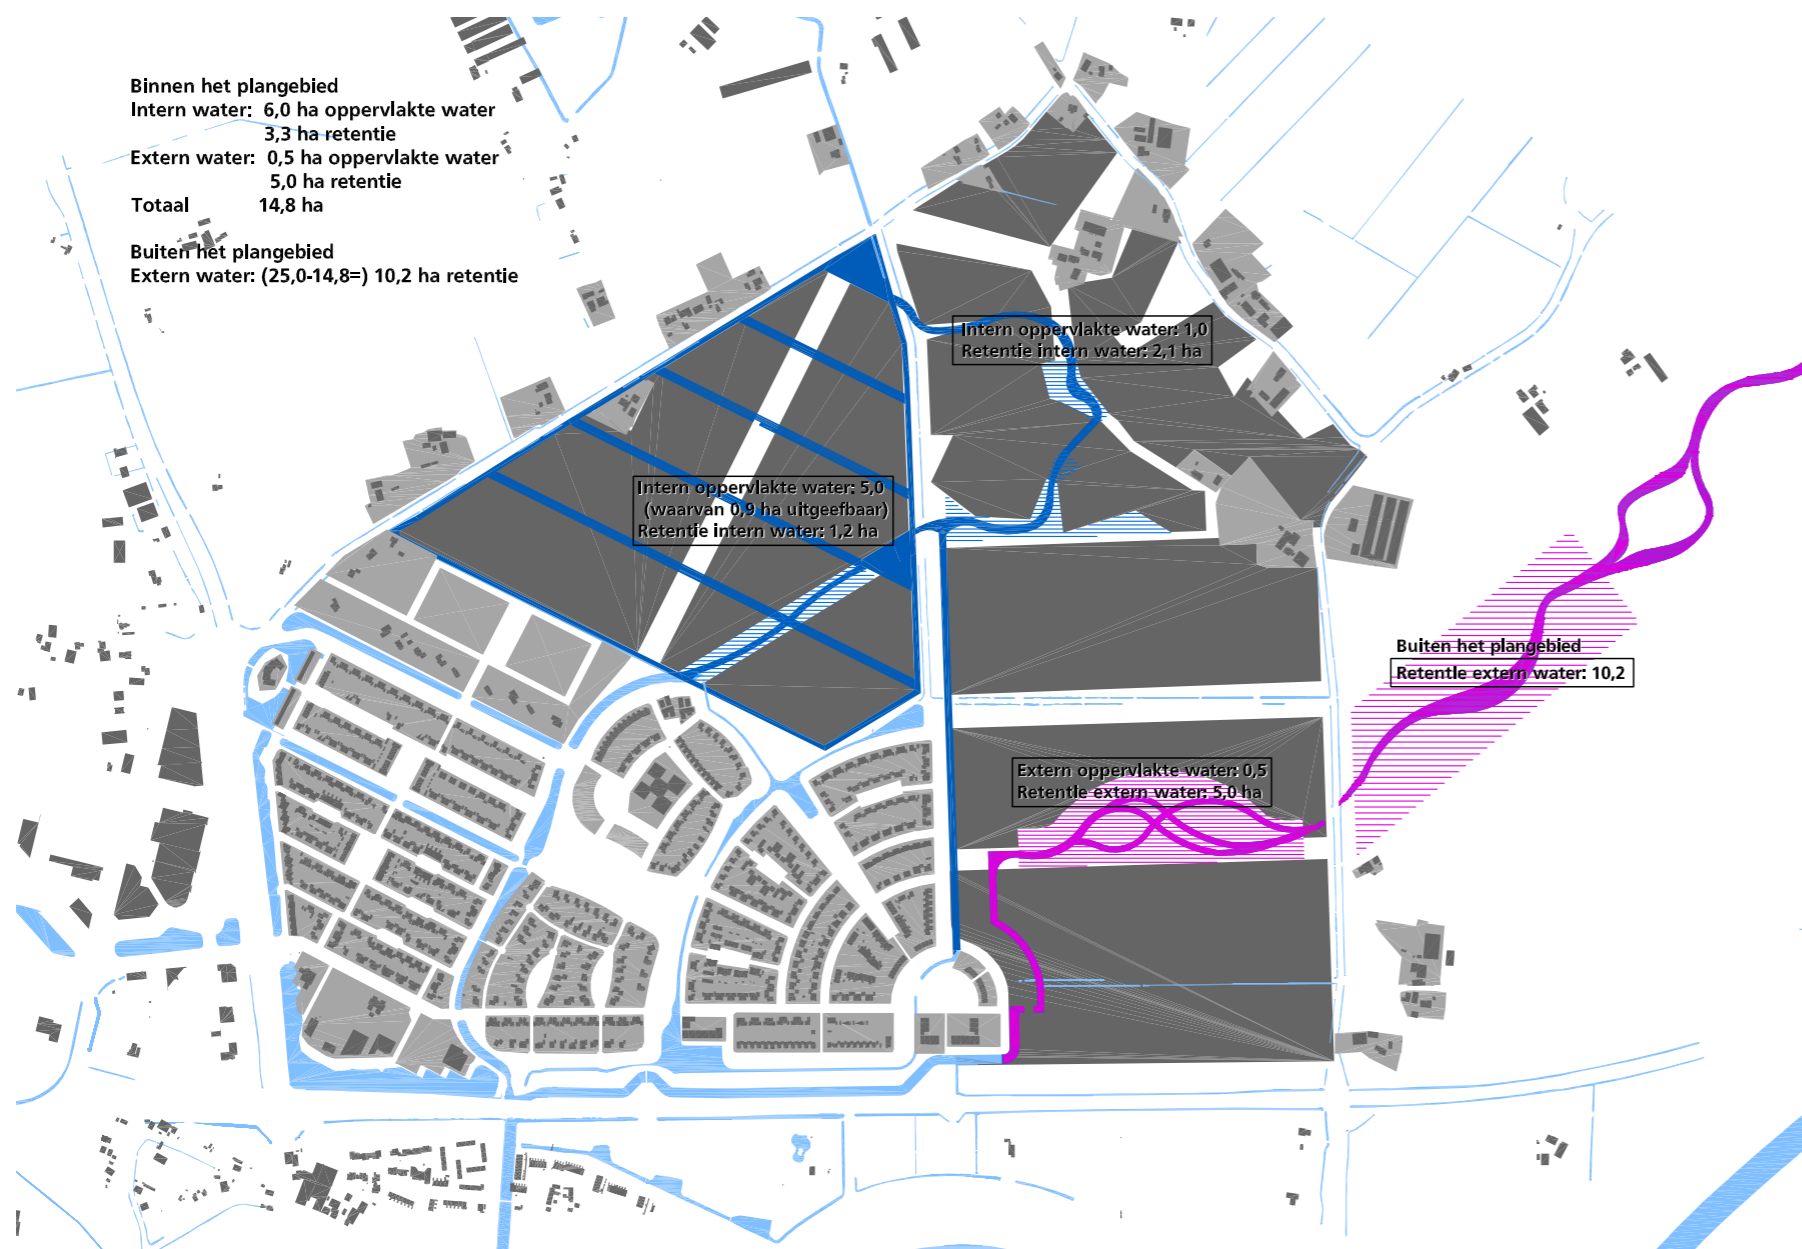 Binnen het plangebied
Intern water: 6,0 ha oppervlakte water
3,3 ha retentie
Extern water: 0,5 ha oppervlakte water
5,0 ha retentie
Totaal 14,8 ha
Buiten het plangebied
Extern water: (25,0-14,8=) 10,2 ha retentie
Intern oppervlakte water: 1,0
Retentie intern water: 2,1 ha
Intern oppervlakte water: 5,0
(waarvan 0,9 ha uitgeefbaar)
Retentie intern water: 1,2 ha
Buiten het plangebied
Retentie extern water: 10,2
Extern oppervlakte water: 0,5
Retentie extern water: 5,0 ha